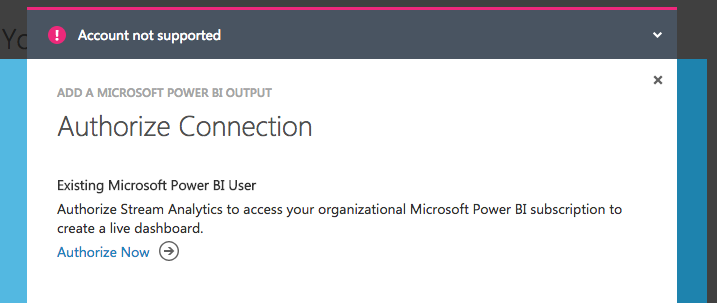 Yo
Account not supported
ADD A MICROSOFT POWER BI OUTPUT
Authorize Connection
Existing Microsoft Power BI User
Authorize Stream Analytics to access your organizational Microsoft Power BI subscription to
create a live dashboard.
Authorize Now